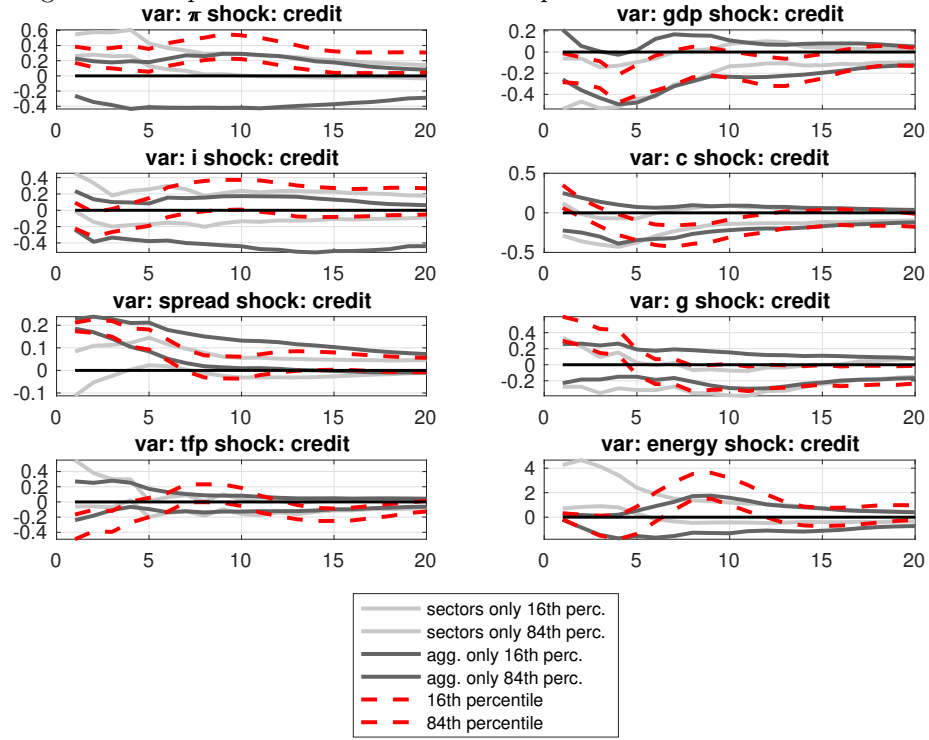 var: π shock: credit
0.6
0.4
0.2
0
-0.4
0 5 10 15 20
var: gdp shock: credit
0.2
0
-0.2
-0.4
0 5 10 15 20
var: i shock: credit
0.4
0.2
0
-0.2
-0.4
0 5 10 15 20
var: c shock: credit
0.5
0
-0.5
0 5 10 15 20
var: spread shock: credit
0.2
0.1
0
-0.1
0 5 10 15 20
var: g shock: credit
0.4
0.2
0
-0.2
0 5 10 15 20
var: tfp shock: credit
0.4
0.2
0
-0.2
-0.4
0 5 10 15 20
var: energy shock: credit
4
2
0
0 5 10 15 20
sectors only 16th perc.
sectors only 84th perc.
agg. only 16th perc.
agg. only 84th perc.
16th percentile
84th percentile